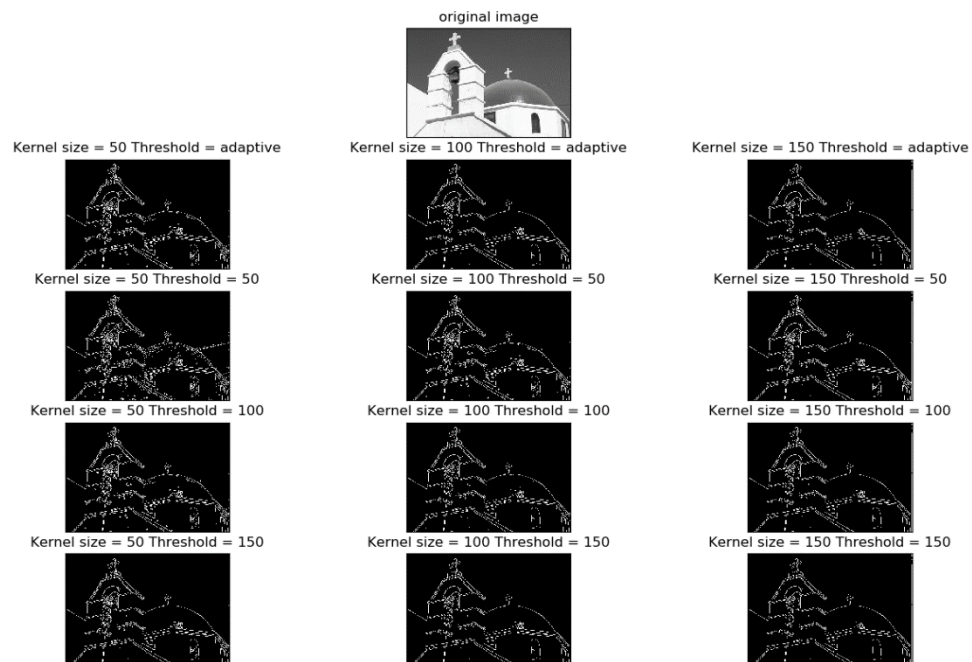 original image
Kernel size = 50 Threshold = adaptive
Kernel size = 100 Threshold = adaptive
Kernel size = 150 Threshold = adaptive
Kernel size = 50 Threshold = 50
Kernel size = 100 Threshold = 50
Kernel size = 150 Threshold = 50
Kernel size = 50 Threshold = 100
Kernel size = 100 Threshold = 100
Kernel size = 150 Threshold = 100
Kernel size = 50 Threshold = 150
Kernel size = 100 Threshold = 150
Kernel size = 150 Threshold = 150